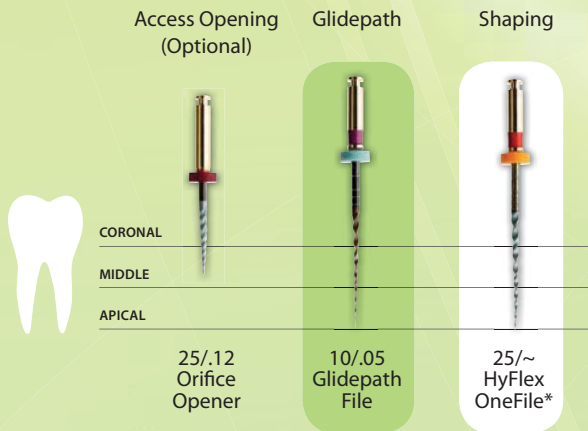 Access Opening
(Optional)
Glidepath
Shaping
CORONAL
MIDDLE
APICAL
25/.12
Orifice
Opener
10/.05
Glidepath
File
25/~
HyFlex
OneFile*